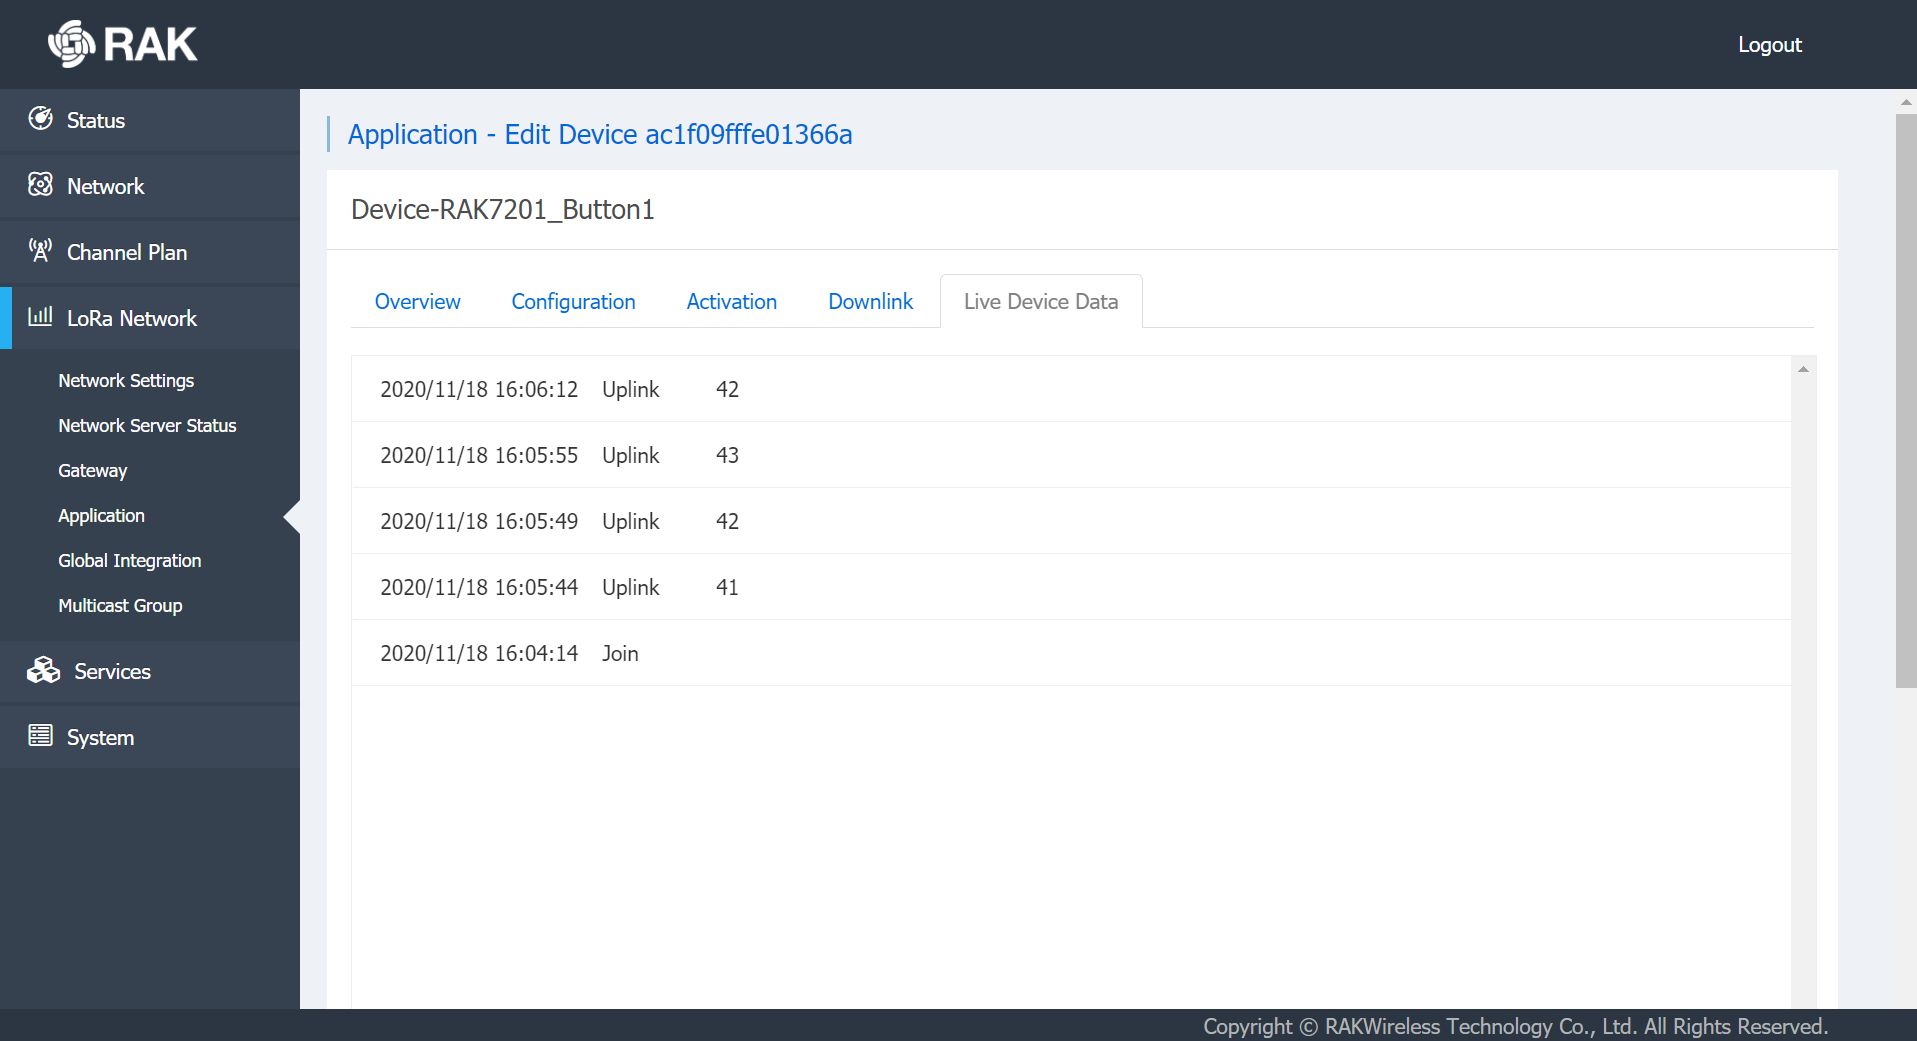 RAK
Logout
Status
Network
Channel Plan
LoRa Network
Network Settings
Network Server Status
Gateway
Application
Global Integration
Multicast Group
Services
System
Application - Edit Device ac1f09fffe01366a
Device-RAK7201_Button1
Overview Configuration Activation Downlink Live Device Data
2020/11/18 16:06:12 Uplink 42
2020/11/18 16:05:55 Uplink 43
2020/11/18 16:05:49 Uplink 42
2020/11/18 16:05:44 Uplink 41
2020/11/18 16:04:14 Join
Copyright © RAKWireless Technology Co., Ltd. All Rights Reserved.